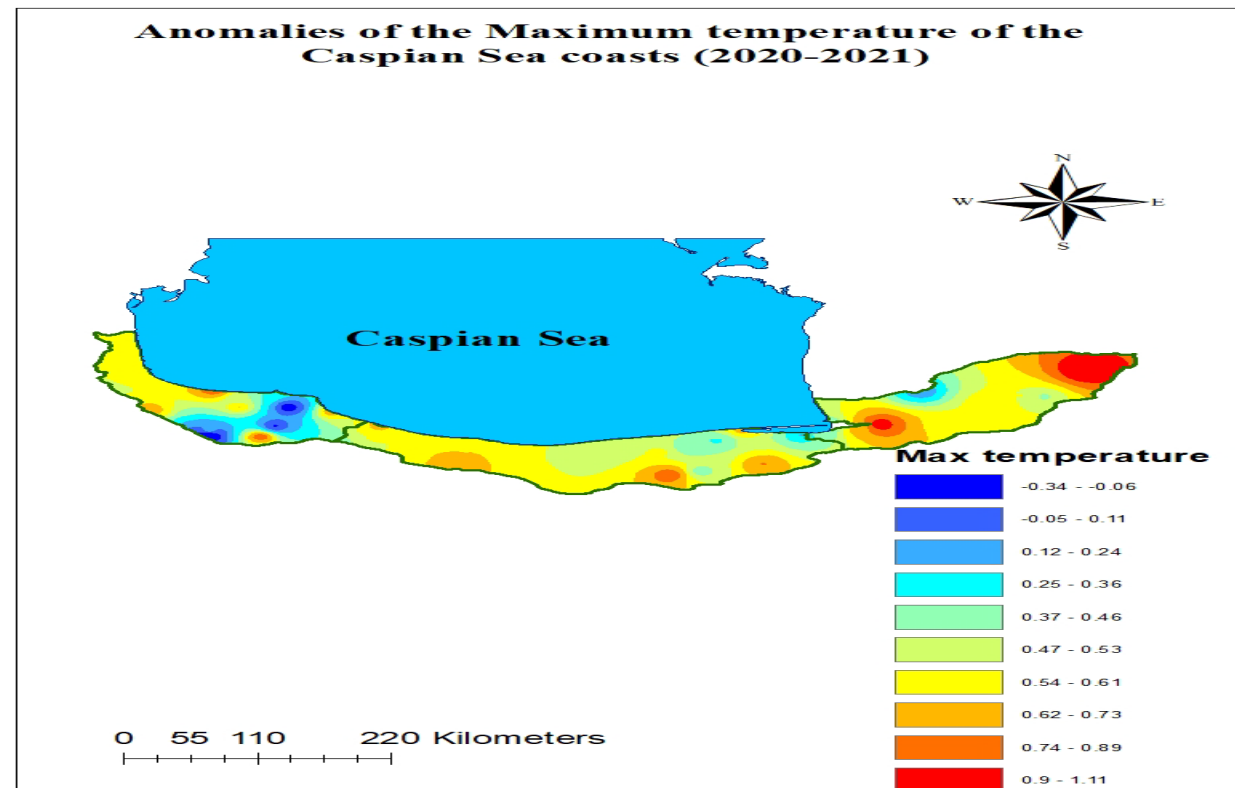 Anomalies of the Maximum temperature of the
Caspian Sea coasts (2020-2021)
N
W
E
S
Caspian Sea
Max temperature
-0.34 - -0.06
-0.05 - 0.11
0.12 - 0.24
0.25 - 0.36
0.37 - 0.46
0.47 - 0.53
0.54 - 0.61
0.62 - 0.73
0.74 - 0.89
0.9 - 1.11
0 55 110 220 Kilometers